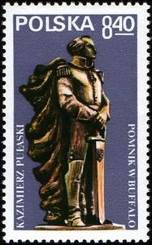 POLSKA 8.40
KAZIMIERZ PUŁASKI
POMNIK W BUFFALO